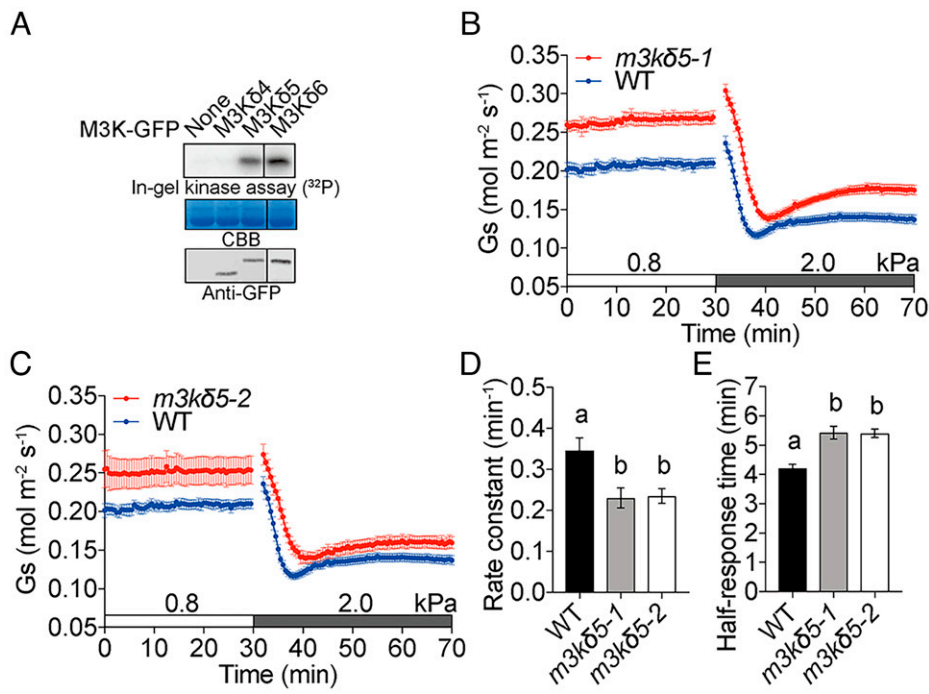 A
M3K-GFP None M3Kδ4 M3Kδ5 M3Kδ6
In-gel kinase assay (³²P)
CBB
Anti-GFP
B
m3kδ5-1
WT
Gs (mol m⁻² s⁻¹)
0.35
0.30
0.25
0.20
0.15
0.10
0.05
0.8 2.0 kPa
0 10 20 30 40 50 60 70
Time (min)
C
m3kδ5-2
WT
Gs (mol m⁻² s⁻¹)
0.35
0.30
0.25
0.20
0.15
0.10
0.05
0.8 2.0 kPa
0 10 20 30 40 50 60 70
Time (min)
D
Rate constant (min⁻¹)
0.5
0.4
0.3
0.2
0.1
0.0
a b b
WT m3kδ5-1 m3kδ5-2
E
Half-response time (min)
7
6
5
4
3
2
1
0
a b b
WT m3kδ5-1 m3kδ5-2